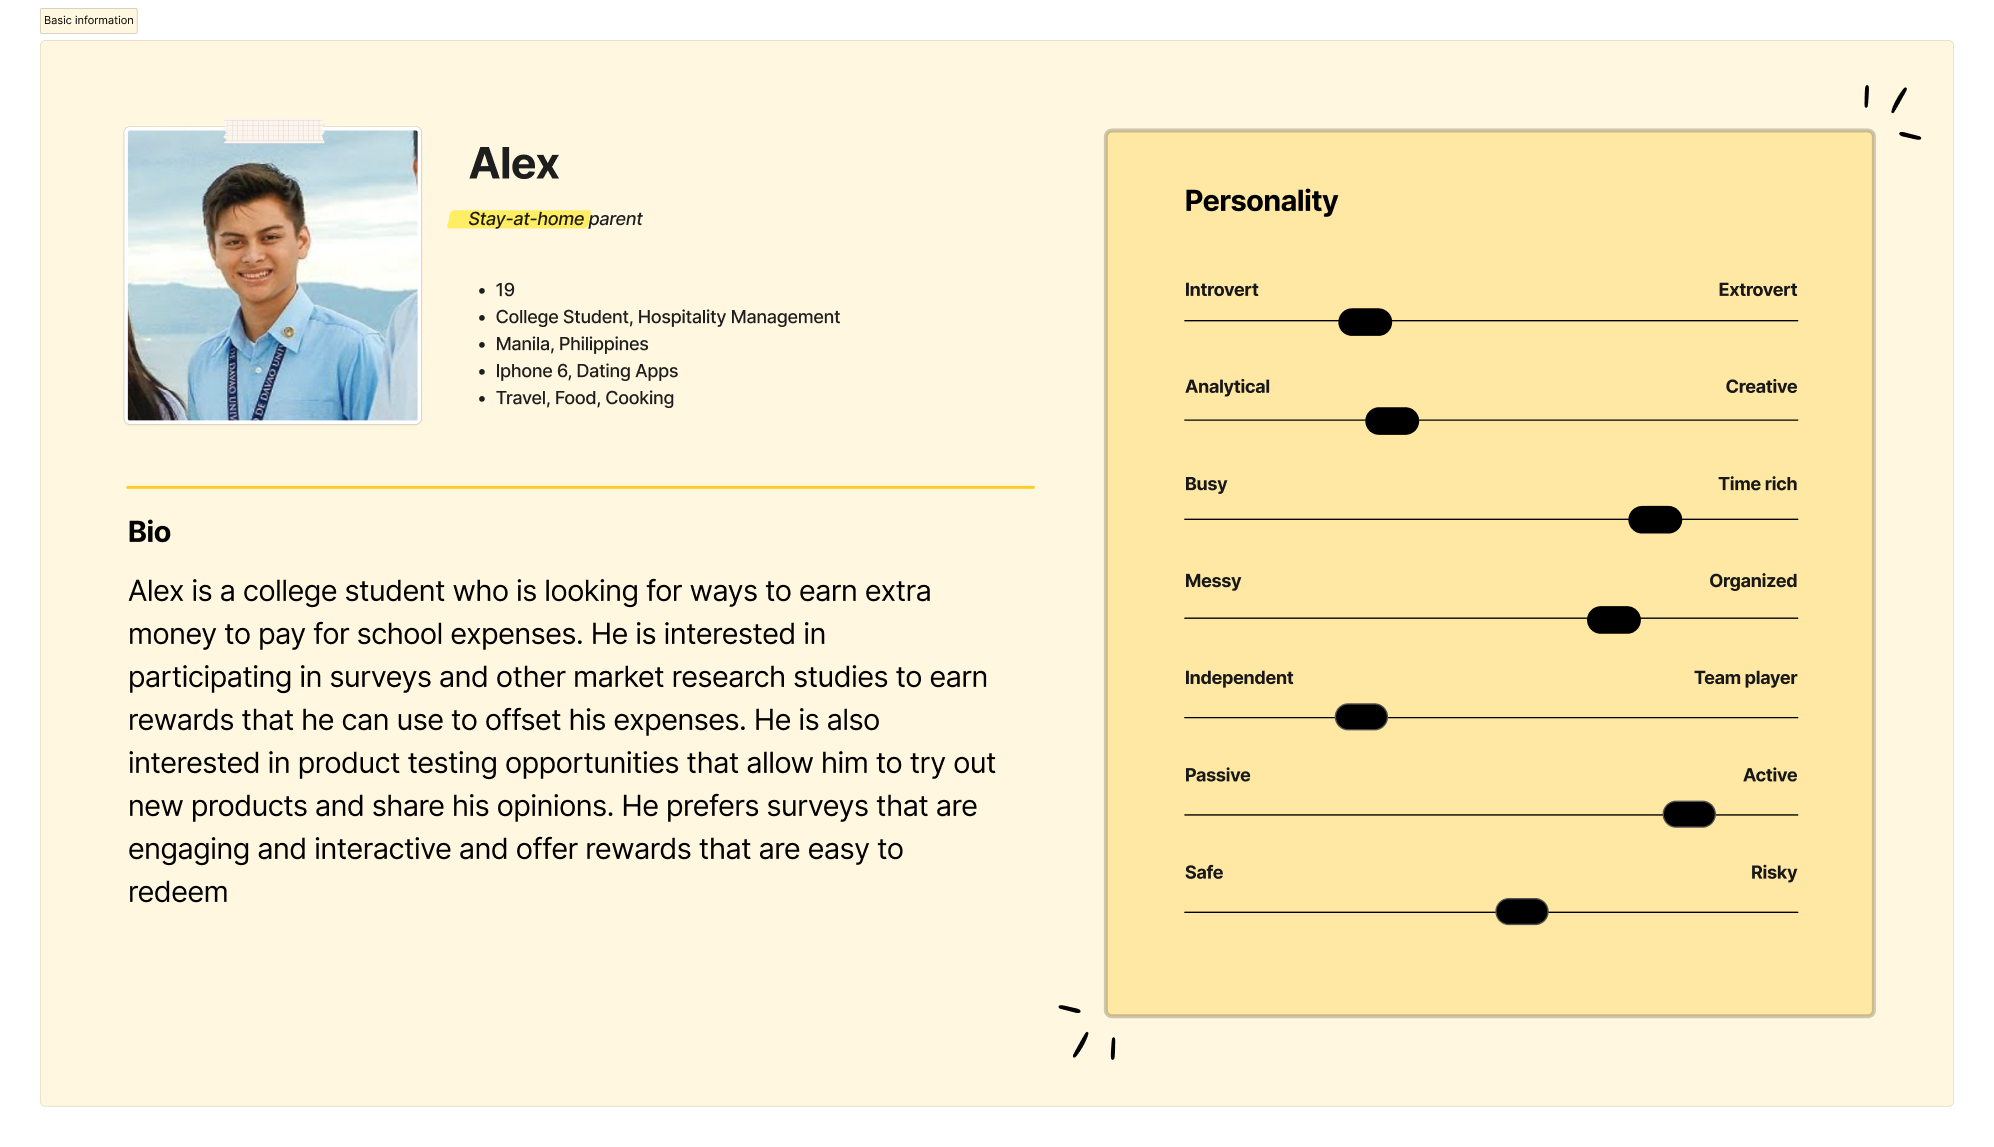 Basic information
Alex
Stay-at-home parent
• 19
• College Student, Hospitality Management
• Manila, Philippines
• Iphone 6, Dating Apps
• Travel, Food, Cooking
Bio
Alex is a college student who is looking for ways to earn extra
money to pay for school expenses. He is interested in
participating in surveys and other market research studies to earn
rewards that he can use to offset his expenses. He is also
interested in product testing opportunities that allow him to try out
new products and share his opinions. He prefers surveys that are
engaging and interactive and offer rewards that are easy to
redeem
Personality
Introvert Extrovert
Analytical Creative
Busy Time rich
Messy Organized
Independent Team player
Passive Active
Safe Risky
DE DAVAO UNIV